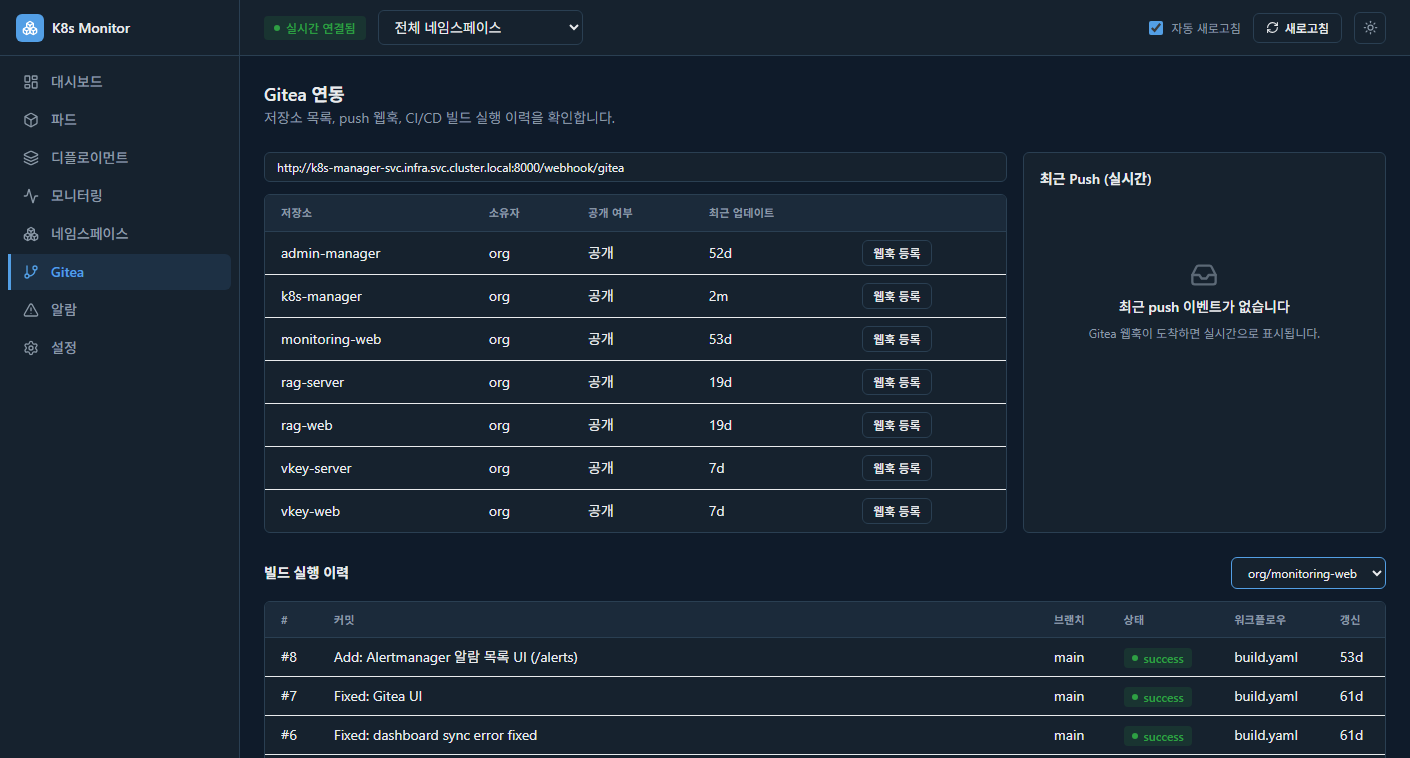 K8s Monitor
실시간 연결됨
전체 네임스페이스
자동 새로고침
새로고침
대시보드
파드
디플로이먼트
모니터링
네임스페이스
Gitea
알람
설정
Gitea 연동
저장소 목록, push 웹훅, CI/CD 빌드 실행 이력을 확인합니다.
http://k8s-manager-svc.infra.svc.cluster.local:8000/webhook/gitea
저장소 소유자 공개 여부 최근 업데이트
admin-manager org 공개 52d 웹훅 등록
k8s-manager org 공개 2m 웹훅 등록
monitoring-web org 공개 53d 웹훅 등록
rag-server org 공개 19d 웹훅 등록
rag-web org 공개 19d 웹훅 등록
vkey-server org 공개 7d 웹훅 등록
vkey-web org 공개 7d 웹훅 등록
최근 Push (실시간)
최근 push 이벤트가 없습니다
Gitea 웹훅이 도착하면 실시간으로 표시됩니다.
빌드 실행 이력
org/monitoring-web
# 커밋 브랜치 상태 워크플로우 갱신
#8 Add: Alertmanager 알람 목록 UI (/alerts) main success build.yaml 53d
#7 Fixed: Gitea UI main success build.yaml 61d
#6 Fixed: dashboard sync error fixed main success build.yaml 61d